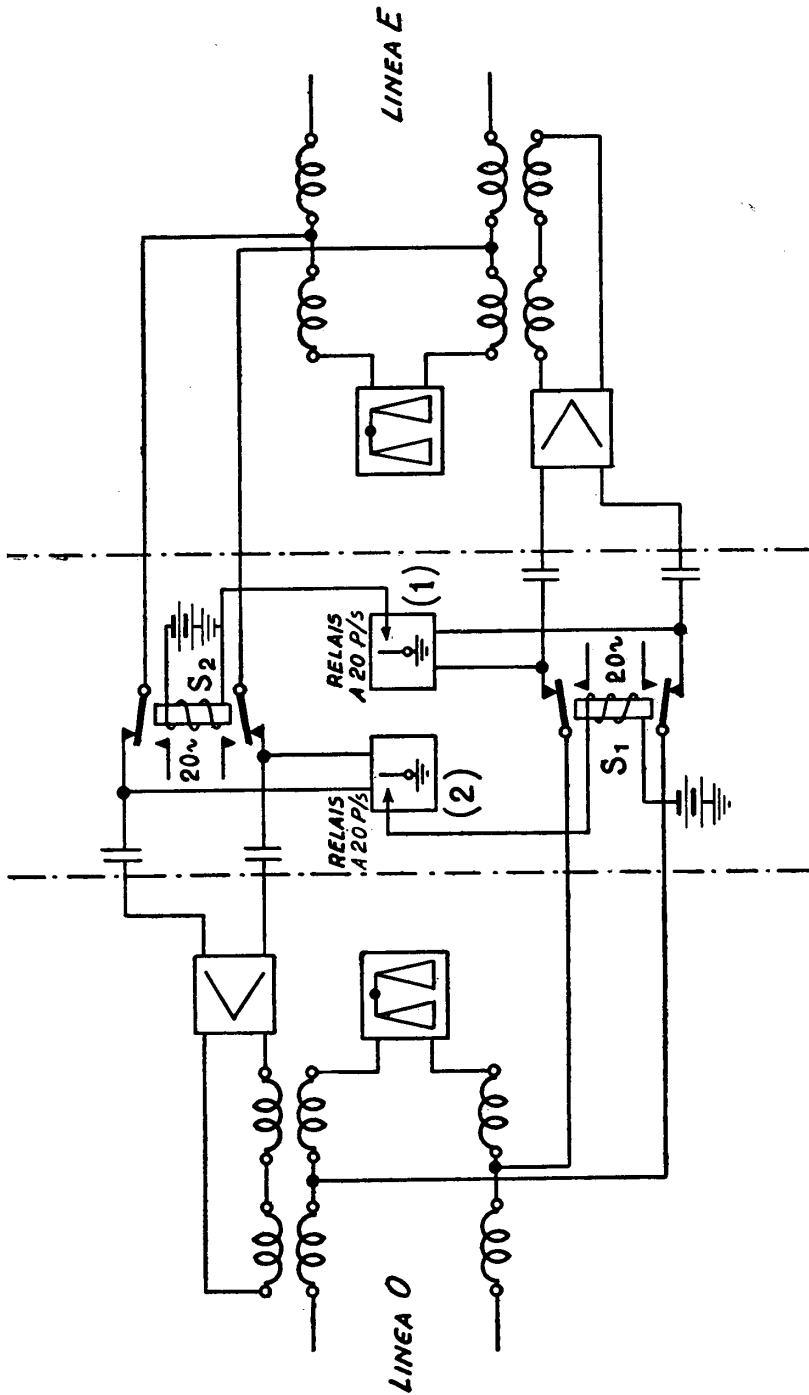 LINEA E
S₂
20~
RELAIS
A 20 P/s
(1)
RELAIS
A 20 P/s
(2)
20~
S₁
LINEA O